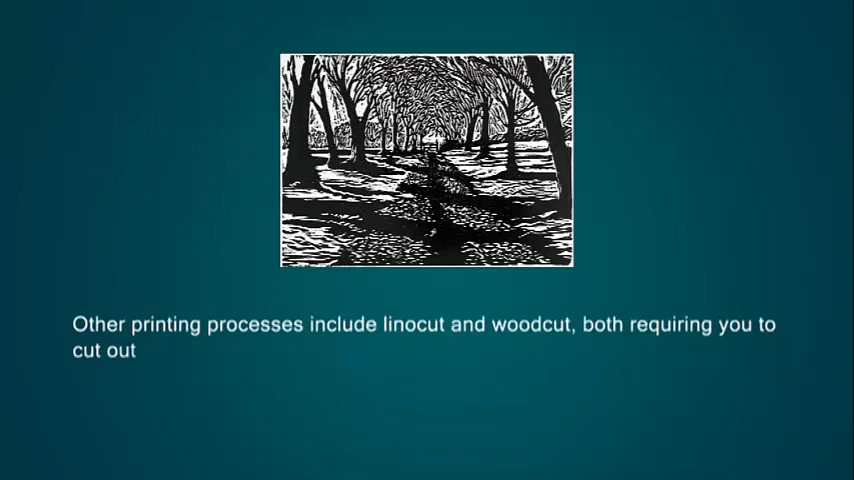 Other printing processes include linocut and woodcut, both requiring you to
cut out